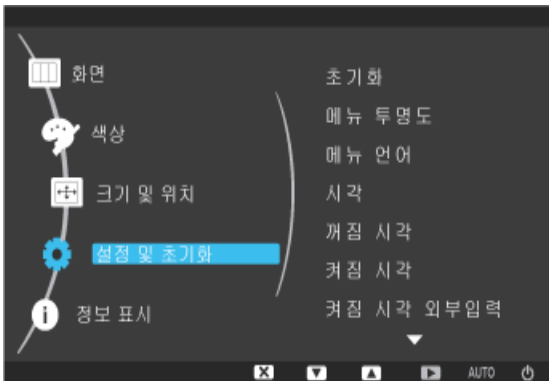 화면
색상
크기 및 위치
설정 및 초기화
정보 표시
초기화
메뉴 투명도
메뉴 언어
시각
꺼짐 시각
켜짐 시각
켜짐 시각 외부입력
AUTO